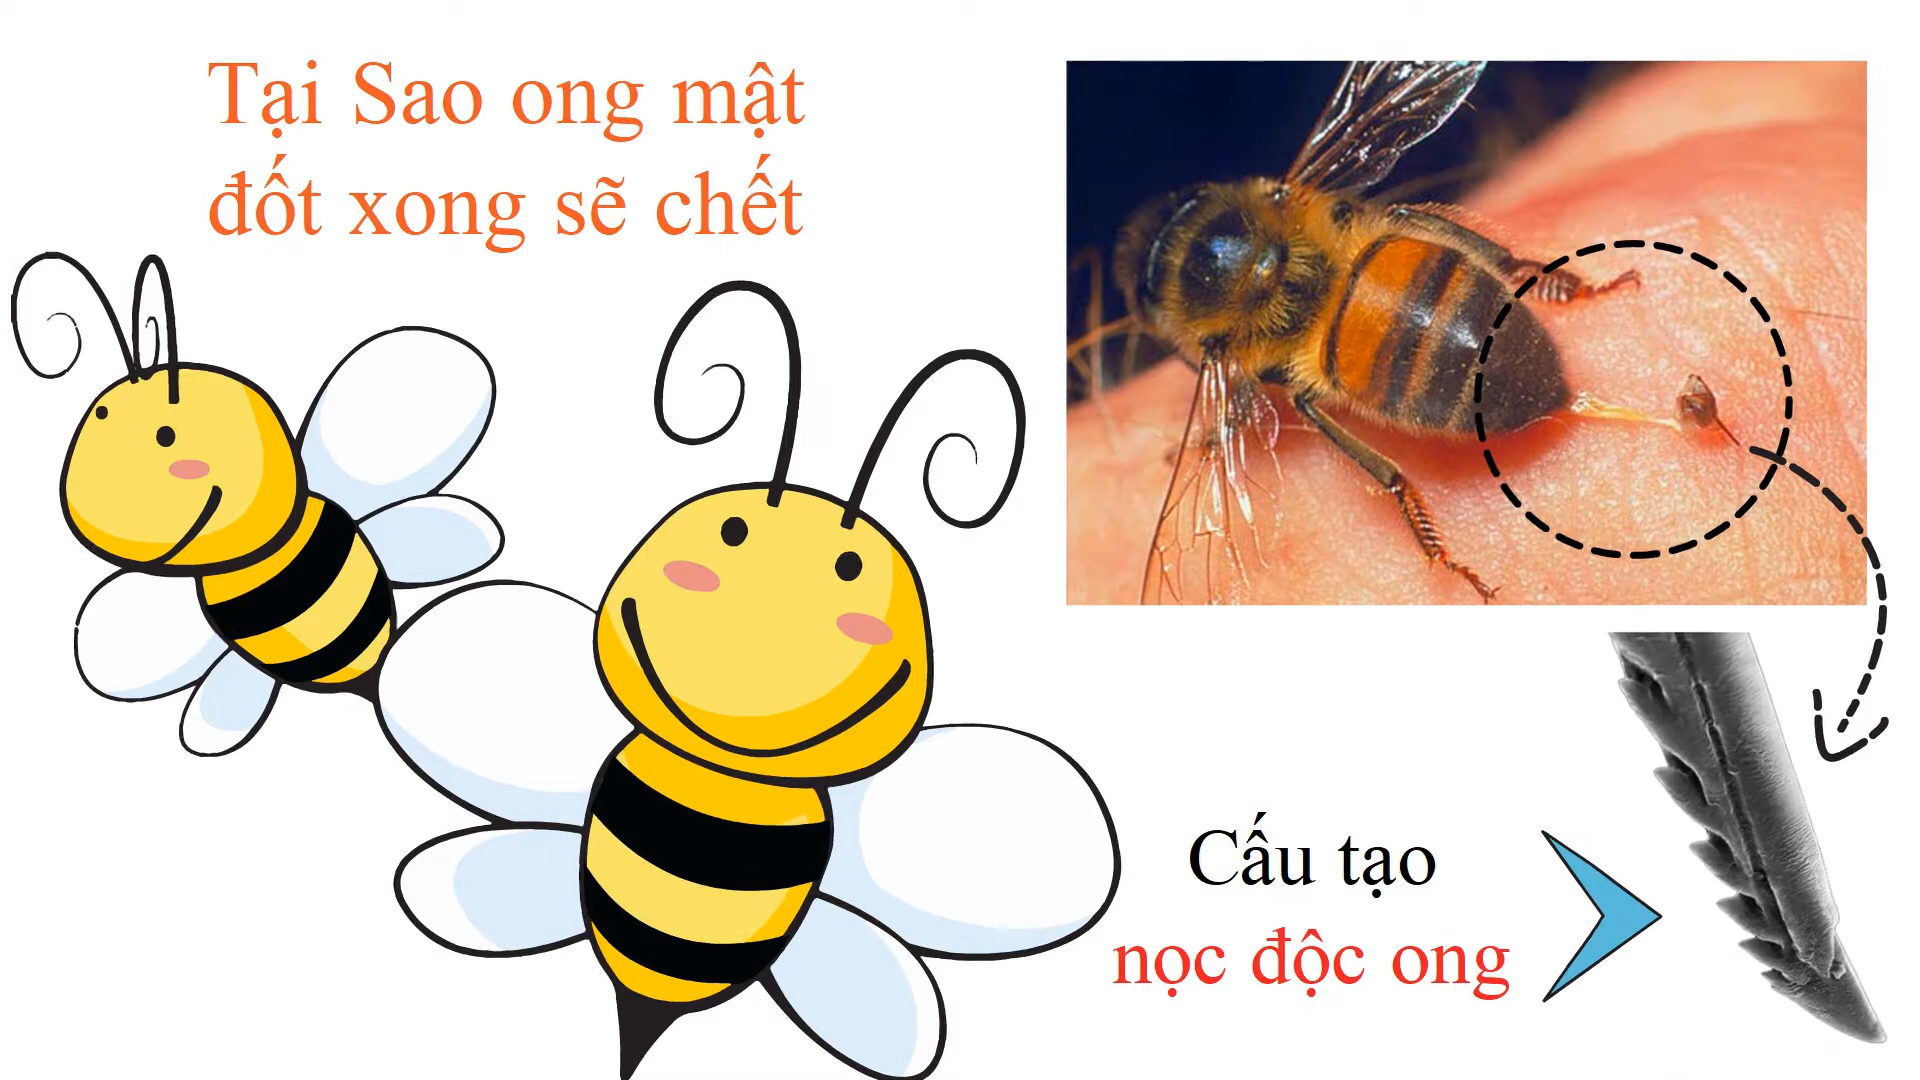 Tại Sao ong mật
đốt xong sẽ chết
Cấu tạo
nọc độc ong